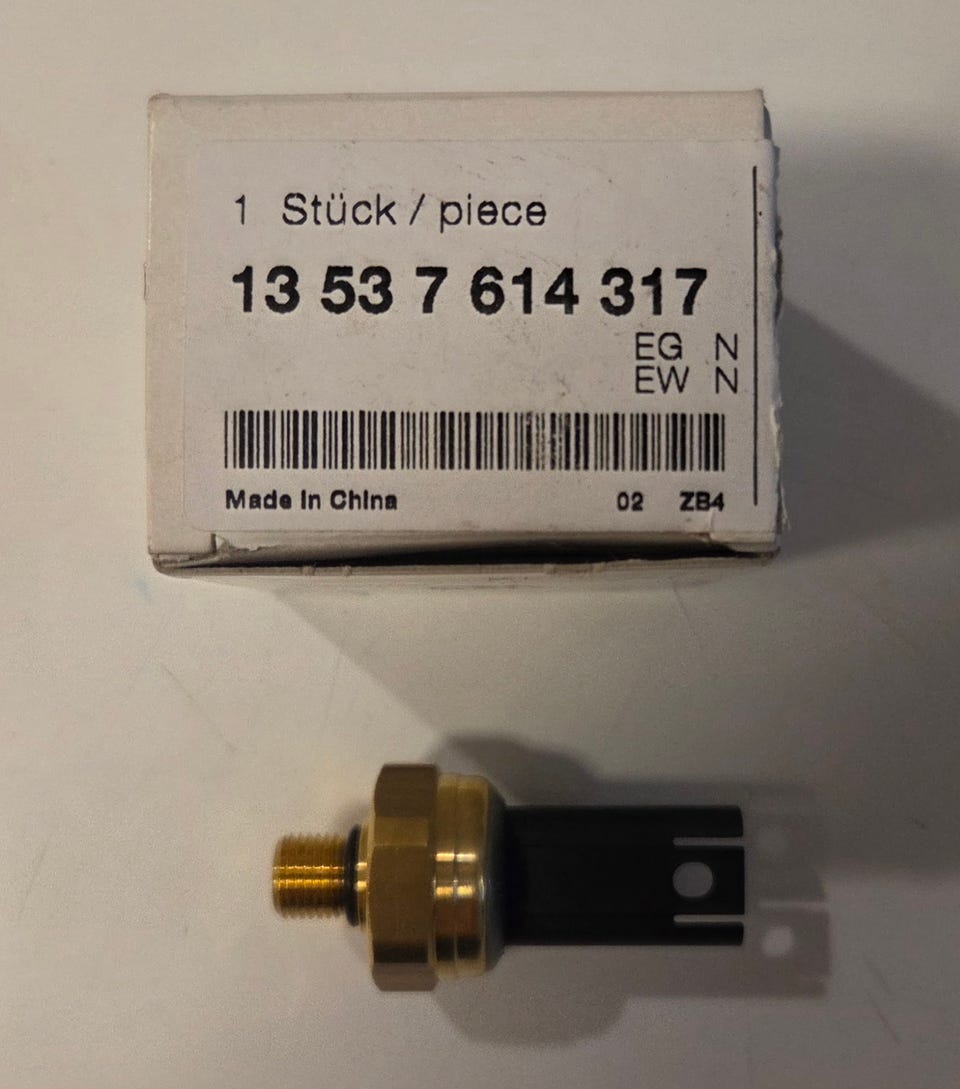 1 Stück / piece
13 53 7 614 317
EG N
EW N
Made in China 02 ZB4